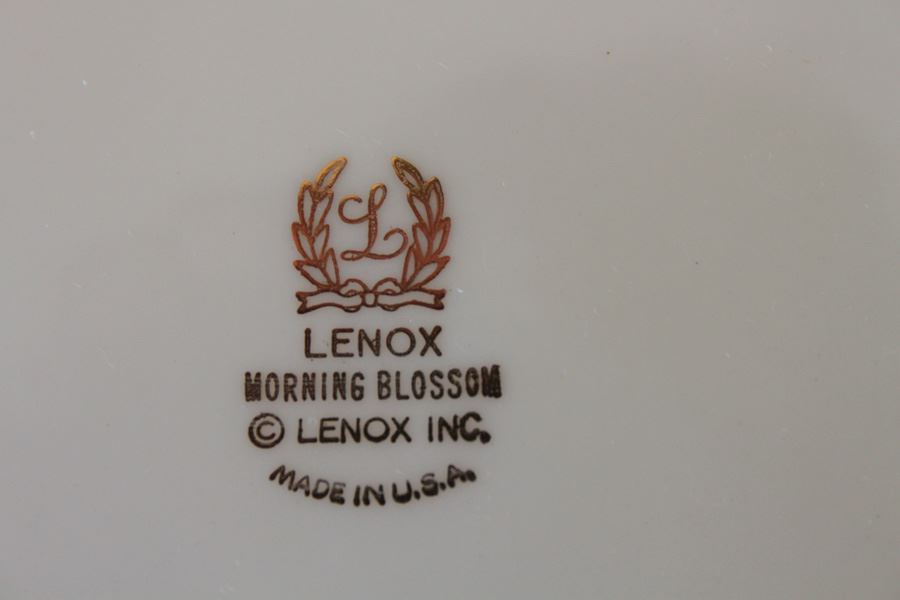 L
LENOX
MORNING BLOSSOM
© LENOX INC.
MADE IN U.S.A.